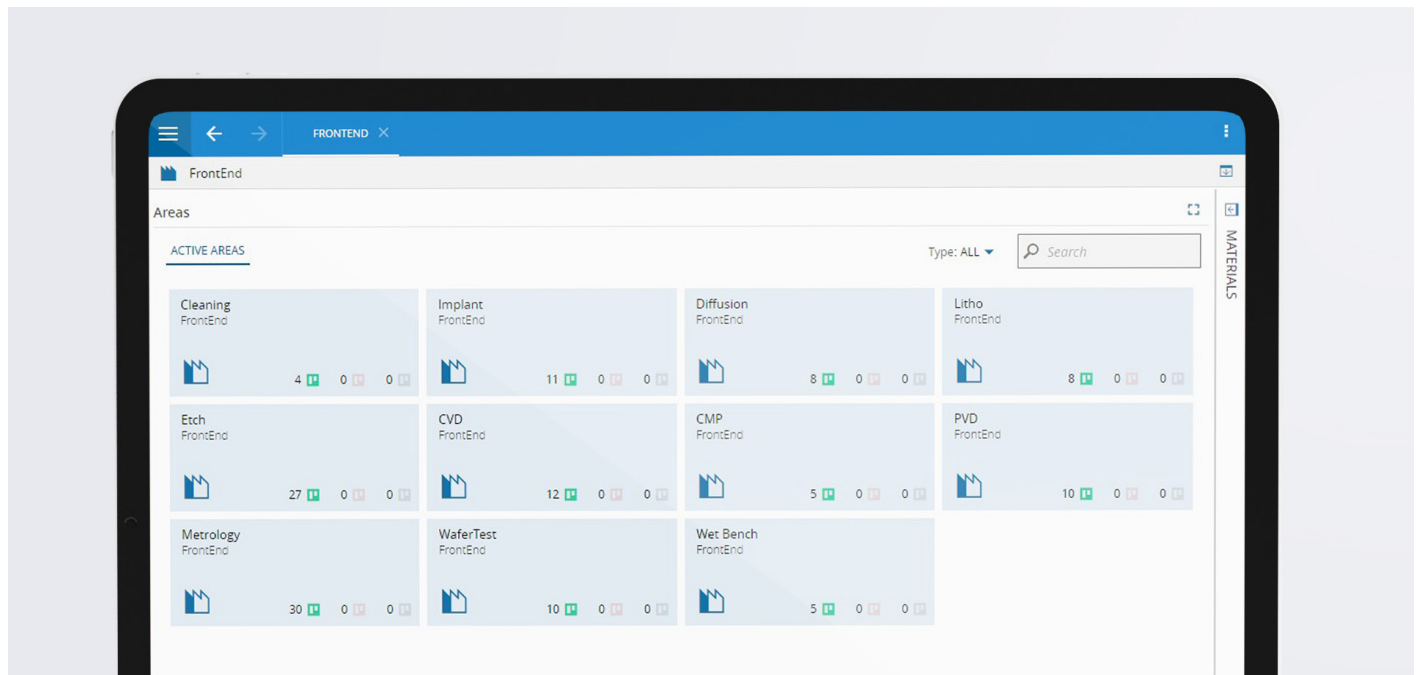 FRONTEND
FrontEnd
Areas
MATERIALS
ACTIVE AREAS
Type: ALL
Search
Cleaning
FrontEnd
4 0 0
Implant
FrontEnd
11 0 0
Diffusion
FrontEnd
8 0 0
Litho
FrontEnd
8 0 0
Etch
FrontEnd
27 0 0
CVD
FrontEnd
12 0 0
CMP
FrontEnd
5 0 0
PVD
FrontEnd
10 0 0
Metrology
FrontEnd
30 0 0
WaferTest
FrontEnd
10 0 0
Wet Bench
FrontEnd
5 0 0